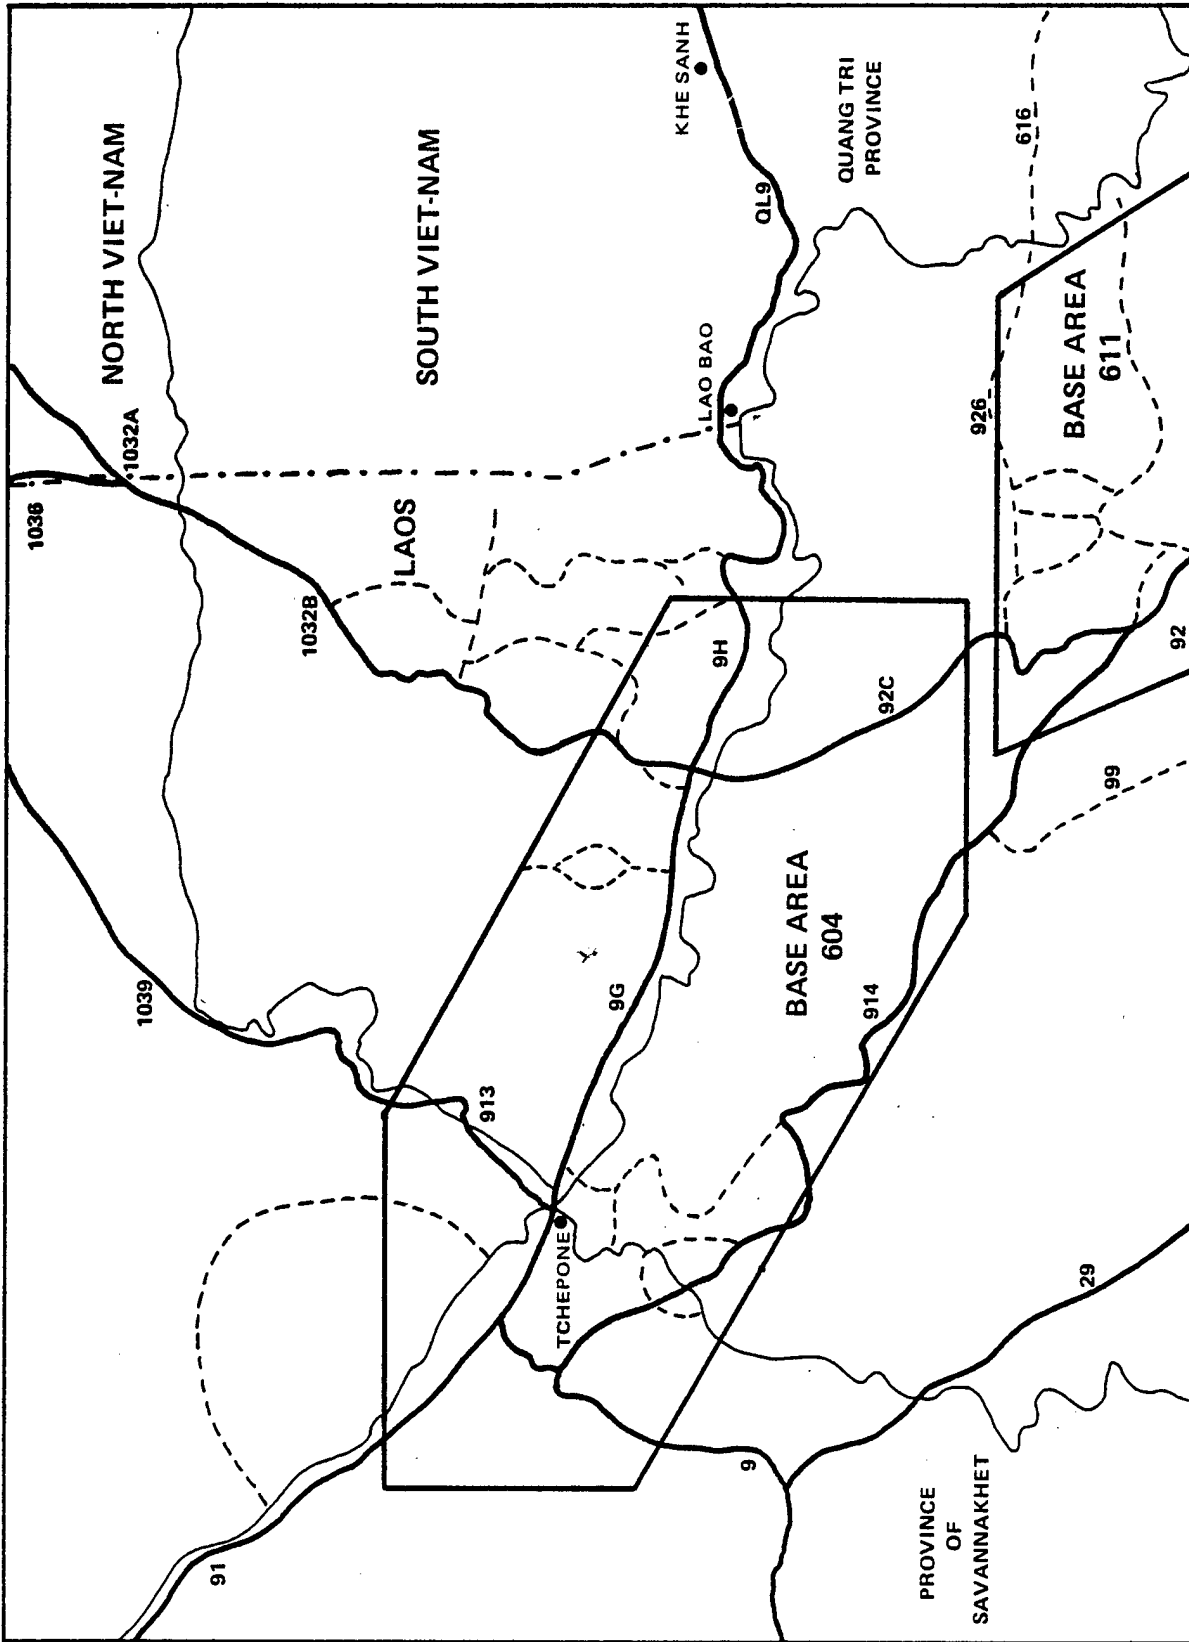 NORTH VIET-NAM
SOUTH VIET-NAM
KHE SANH
QUANG TRI
PROVINCE
616
QL9
LAO BAO
BASE AREA
611
926
1032A
1036
LAOS
1032B
9H
92C
92
99
BASE AREA
604
9G
914
1039
913
TCHEPONE
29
9
91
PROVINCE
OF
SAVANNAKHET